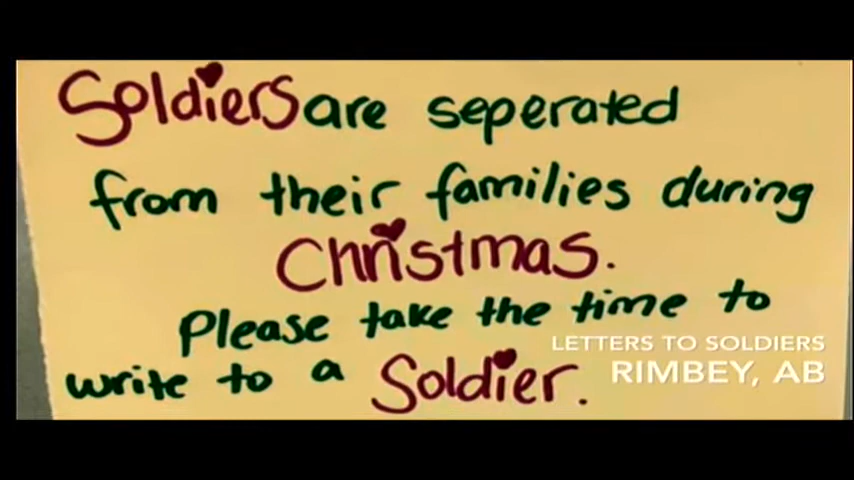 Soldiers are seperated
from their families during
Christmas.
Please take the time to
write to a Soldier.
LETTERS TO SOLDIERS
RIMBEY, AB